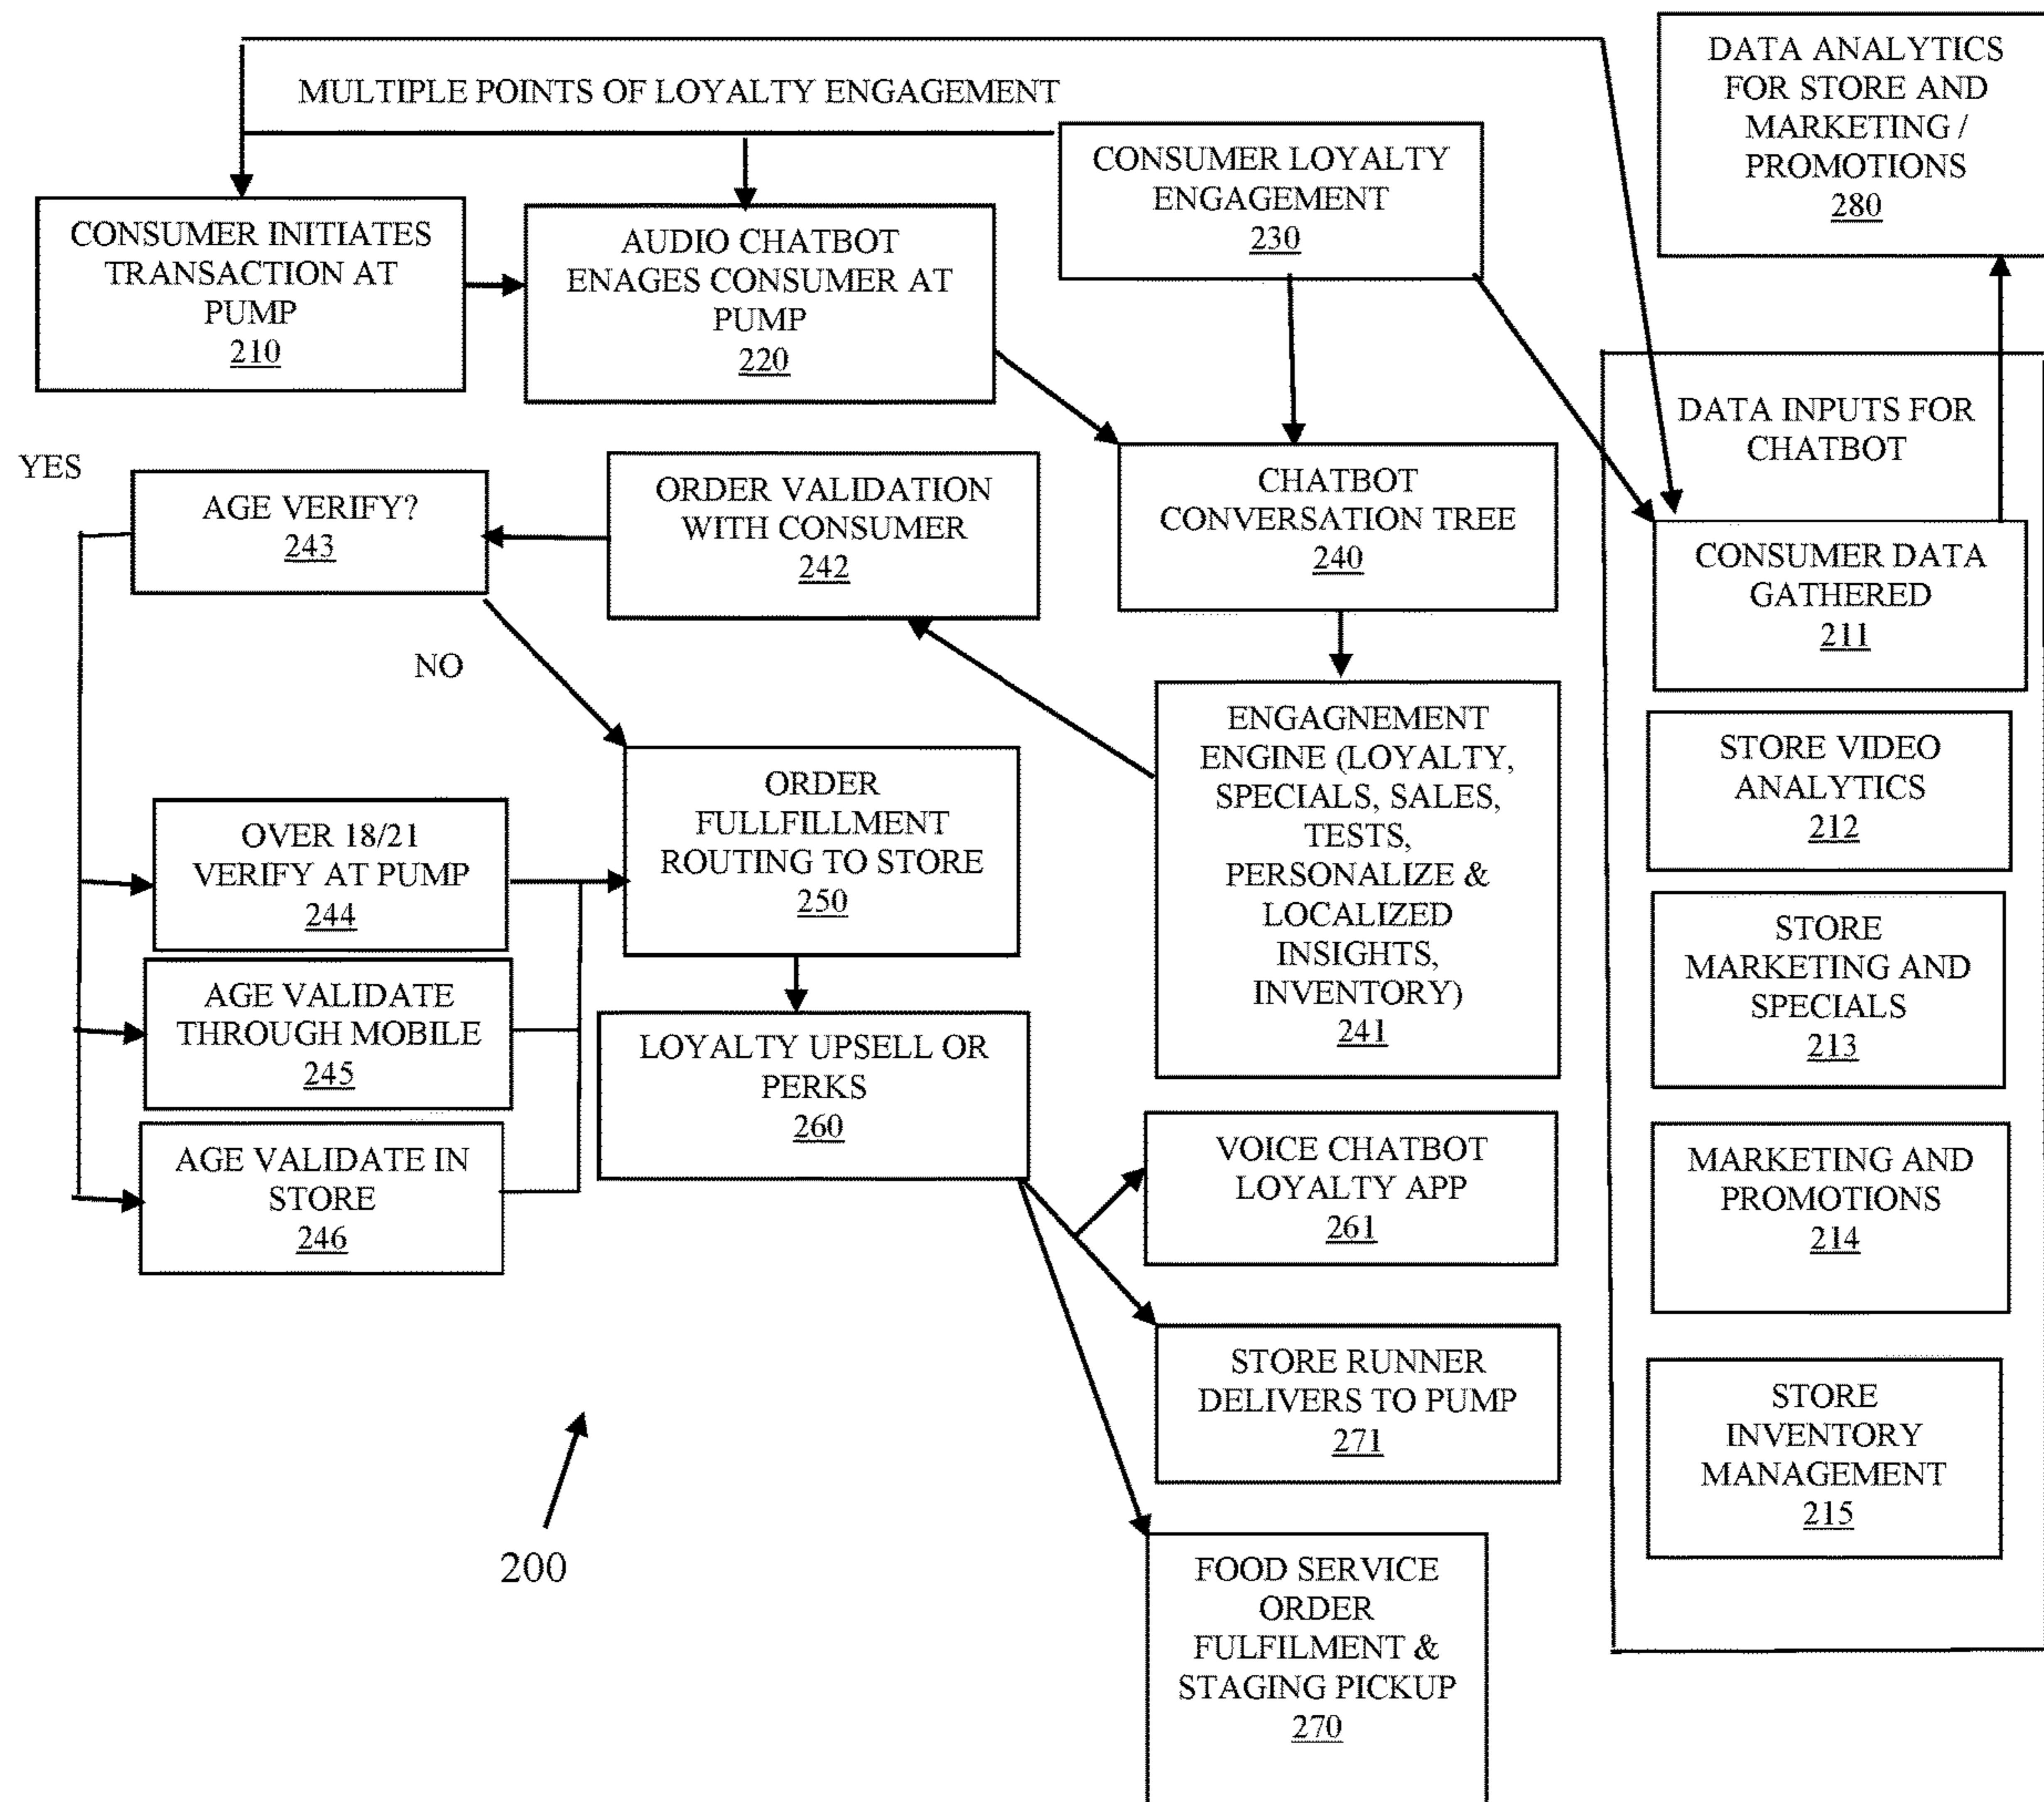 MULTIPLE POINTS OF LOYALTY ENGAGEMENT
CONSUMER INITIATES
TRANSACTION AT
PUMP
210
AUDIO CHATBOT
ENAGES CONSUMER AT
PUMP
220
CONSUMER LOYALTY
ENGAGEMENT
230
DATA ANALYTICS
FOR STORE AND
MARKETING /
PROMOTIONS
280
YES
AGE VERIFY?
243
ORDER VALIDATION
WITH CONSUMER
242
CHATBOT
CONVERSATION TREE
240
DATA INPUTS FOR
CHATBOT
CONSUMER DATA
GATHERED
211
NO
ENGAGNEMENT
ENGINE (LOYALTY,
SPECIALS, SALES,
TESTS,
PERSONALIZE &
LOCALIZED
INSIGHTS,
INVENTORY)
241
STORE VIDEO
ANALYTICS
212
OVER 18/21
VERIFY AT PUMP
244
ORDER
FULLFILLMENT
ROUTING TO STORE
250
STORE
MARKETING AND
SPECIALS
213
AGE VALIDATE
THROUGH MOBILE
245
LOYALTY UPSELL OR
PERKS
260
AGE VALIDATE IN
STORE
246
VOICE CHATBOT
LOYALTY APP
261
MARKETING AND
PROMOTIONS
214
STORE RUNNER
DELIVERS TO PUMP
271
STORE
INVENTORY
MANAGEMENT
215
200
FOOD SERVICE
ORDER
FULFILMENT &
STAGING PICKUP
270